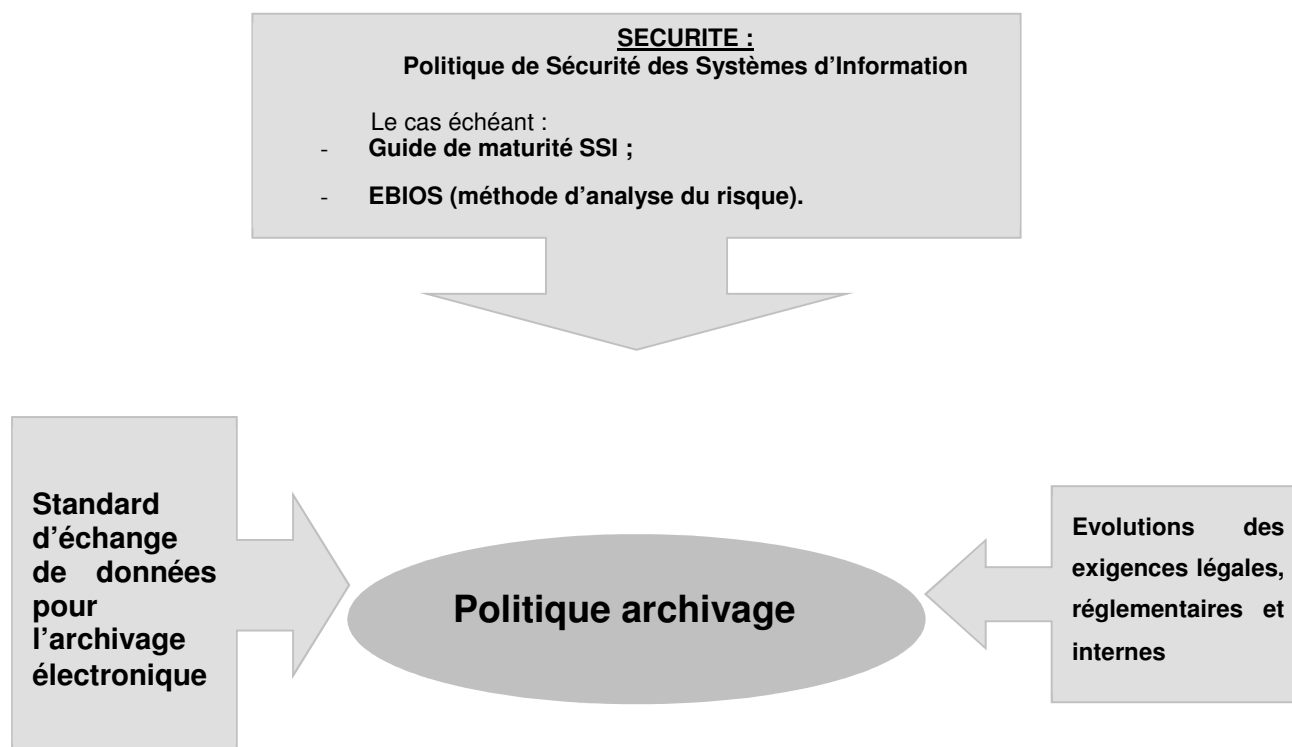 SECURITE :
Politique de Sécurité des Systèmes d’Information
Le cas échéant :
- Guide de maturité SSI ;
- EBIOS (méthode d’analyse du risque).
Standard
d’échange
de données
pour
l’archivage
électronique
Politique archivage
Evolutions des
exigences légales,
réglementaires et
internes